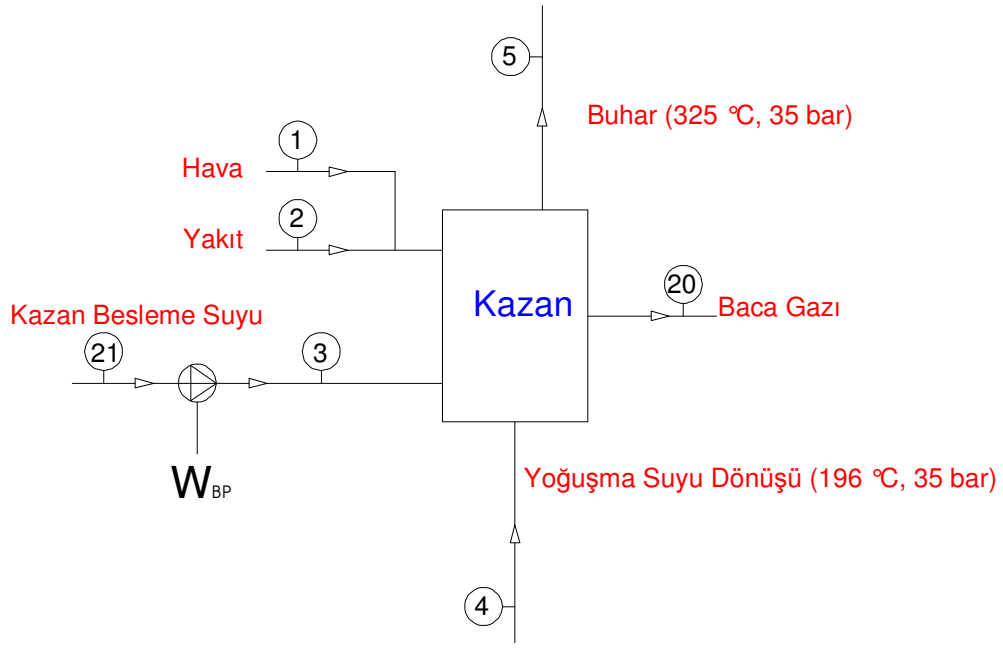 5
Buhar (325 °C, 35 bar)
1
Hava
2
Yakıt
Kazan
20
Baca Gazı
Kazan Besleme Suyu
21
3
WBP
Yoğuşma Suyu Dönüşü (196 °C, 35 bar)
4